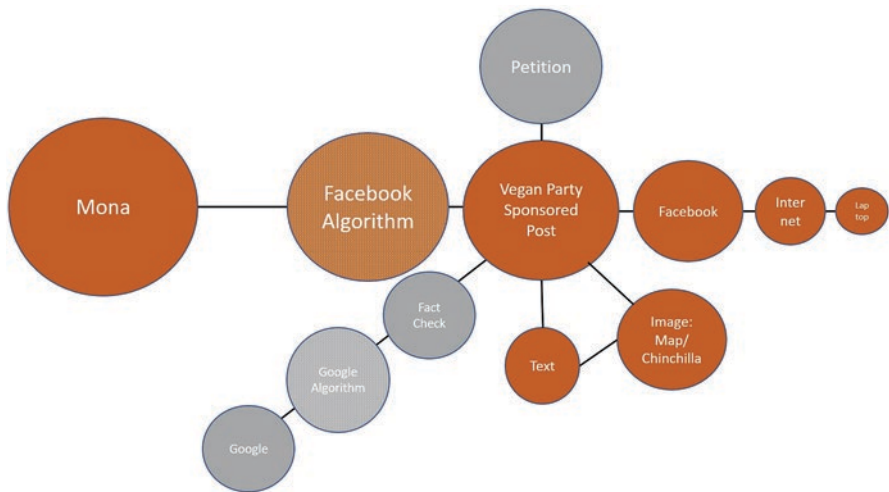 Petition
Mona
Facebook
Algorithm
Vegan Party
Sponsored
Post
Facebook
Inter
net
Lap
top
Fact
Check
Google
Algorithm
Google
Text
Image:
Map/
Chinchilla